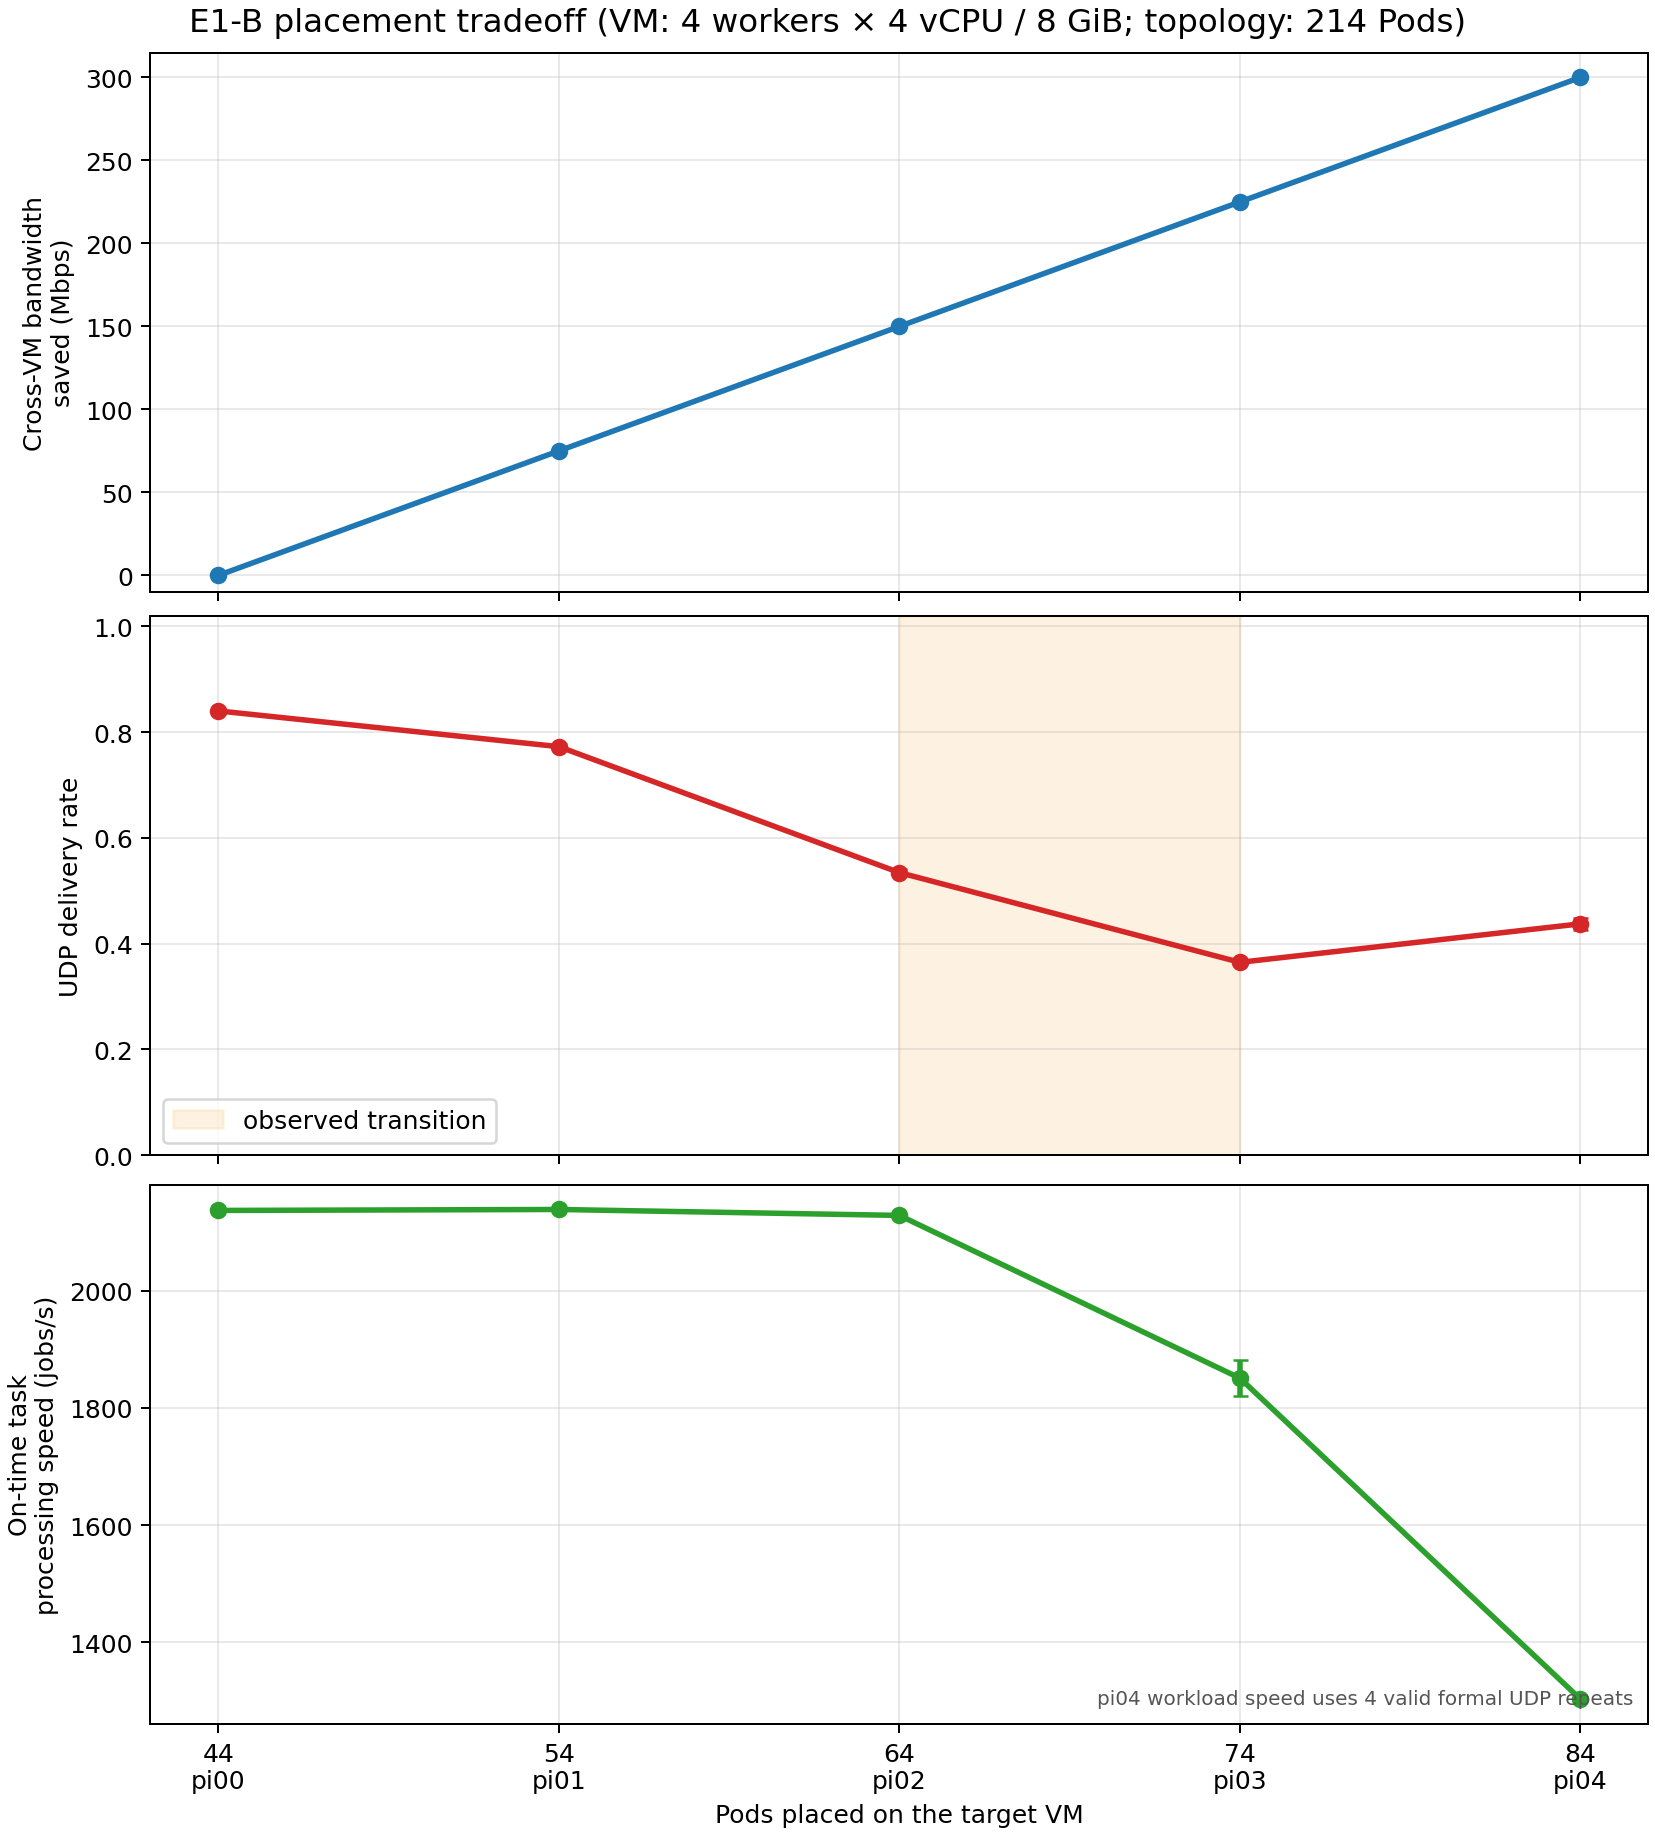 E1-B placement tradeoff (VM: 4 workers × 4 vCPU / 8 GiB; topology: 214 Pods)
300
250
200
150
100
50
0
Cross-VM bandwidth
saved (Mbps)
1.0
0.8
0.6
0.4
0.2
0.0
UDP delivery rate
observed transition
2000
1800
1600
1400
On-time task
processing speed (jobs/s)
pi04 workload speed uses 4 valid formal UDP repeats
44 54 64 74 84
pi00 pi01 pi02 pi03 pi04
Pods placed on the target VM